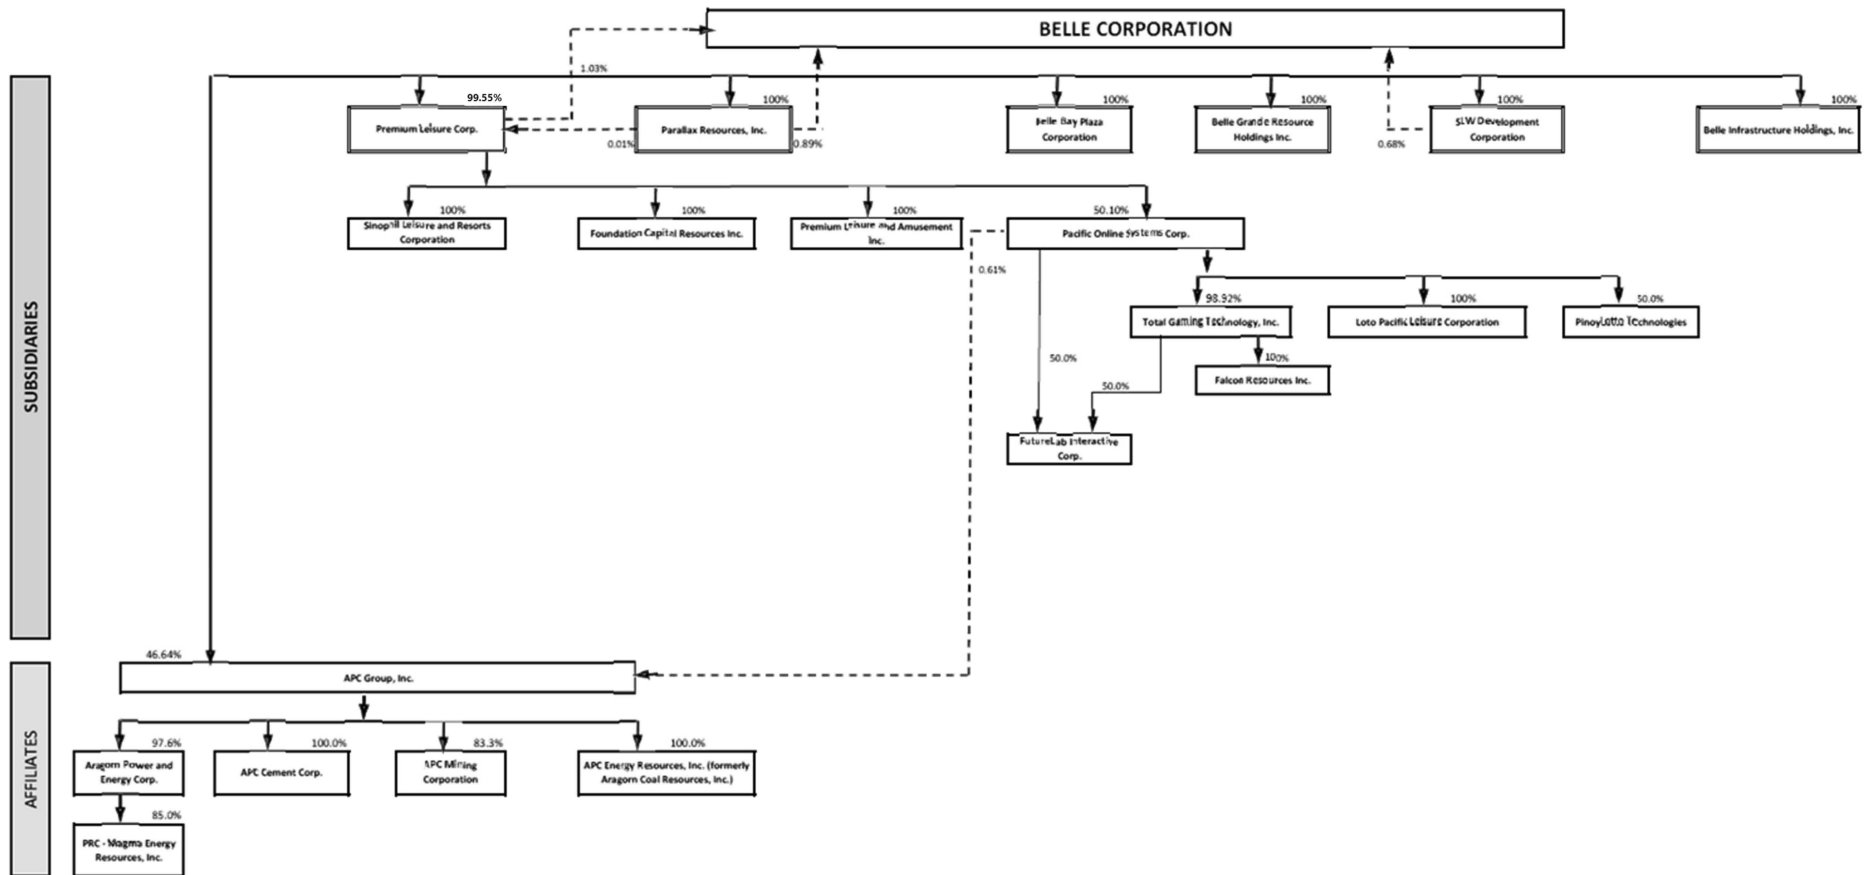 BELLE CORPORATION
1.03%
99.55%
100%
100%
100%
100%
100%
Premium Leisure Corp.
Parallax Resources, Inc.
Belle Bay Plaza
Corporation
Belle Grande Resource
Holdings Inc.
SLW Development
Corporation
Belle Infrastructure Holdings, Inc.
0.01%
0.89%
0.68%
100%
100%
100%
50.10%
Sinophil Leisure and Resorts
Corporation
Foundation Capital Resources Inc.
Premium Leisure and Amusement
Inc.
Pacific Online Systems Corp.
0.61%
98.92%
100%
50.0%
Total Gaming Technology, Inc.
Loto Pacific Leisure Corporation
PinoyLotto Technologies
50.0%
100%
Falcon Resources Inc.
50.0%
FutureLab Interactive
Corp.
SUBSIDIARIES
46.64%
APC Group, Inc.
AFFILIATES
97.6%
100.0%
83.3%
100.0%
Aragorn Power and
Energy Corp.
APC Cement Corp.
APC Mining
Corporation
APC Energy Resources, Inc. (formerly
Aragorn Coal Resources, Inc.)
85.0%
PRC - Magma Energy
Resources, Inc.